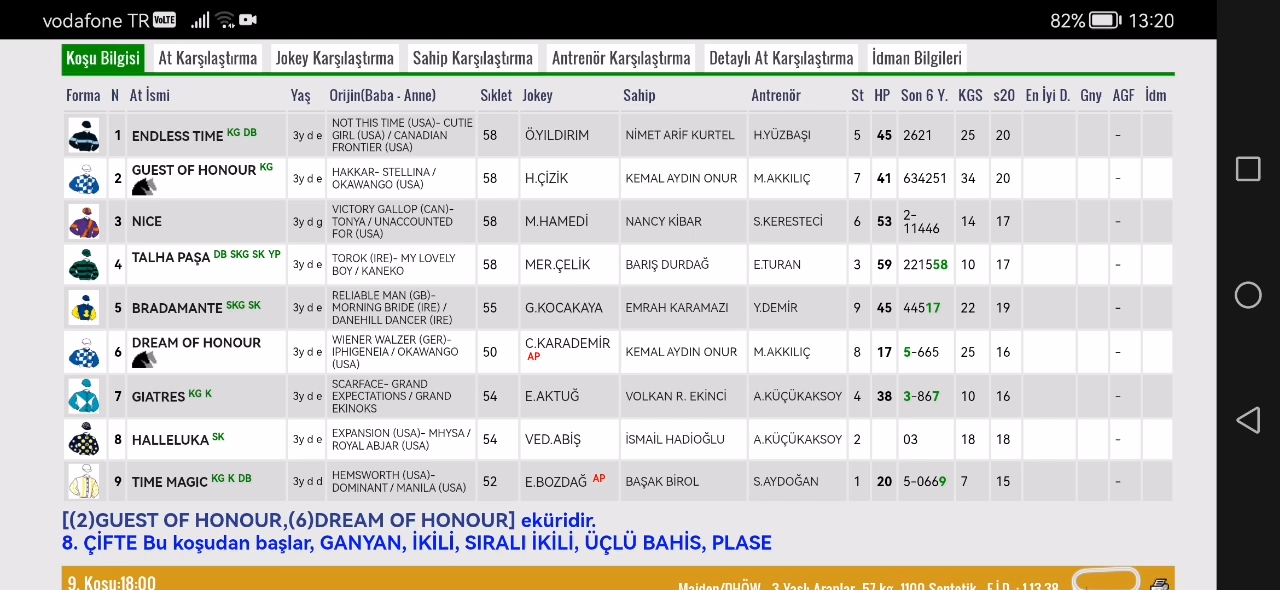 vodafone TR VoLTE 82% 13:20
Koşu Bilgisi At Karşılaştırma Jokey Karşılaştırma Sahip Karşılaştırma Antrenör Karşılaştırma Detaylı At Karşılaştırma İdman Bilgileri
Forma N At İsmi Yaş Orijin(Baba - Anne) Sıklet Jokey Sahip Antrenör St HP Son 6 Y. KGS s20 En İyi D. Gny AGF İdm
1 ENDLESS TIME KG DB 3y d e NOT THIS TIME (USA)- CUTIE GIRL (USA) / CANADIAN FRONTIER (USA) 58 Ö.YILDIRIM NİMET ARİF KURTEL H.YÜZBAŞI 5 45 2621 25 20 -
2 GUEST OF HONOUR KG 3y d e HAKKAR- STELLINA / OKAWANGO (USA) 58 H.ÇİZİK KEMAL AYDIN ONUR M.AKKILIÇ 7 41 634251 34 20 -
3 NICE 3y d g VICTORY GALLOP (CAN)- TONYA / UNACCOUNTED FOR (USA) 58 M.HAMEDİ NANCY KİBAR S.KERESTECİ 6 53 2-11446 14 17 -
4 TALHA PAŞA DB SKG SK YP 3y d e TOROK (IRE)- MY LOVELY BOY / KANEKO 58 MER.ÇELİK BARIŞ DURDAĞ E.TURAN 3 59 221558 10 17 -
5 BRADAMANTE SKG SK 3y d e RELIABLE MAN (GB)- MORNING BRIDE (IRE) / DANEHILL DANCER (IRE) 55 G.KOCAKAYA EMRAH KARAMAZI Y.DEMİR 9 45 44517 22 19 -
6 DREAM OF HONOUR 3y d e WIENER WALZER (GER)- IPHIGENEIA / OKAWANGO (USA) 50 C.KARADEMİR AP KEMAL AYDIN ONUR M.AKKILIÇ 8 17 5-665 25 16 -
7 GIATRES KG K 3y d e SCARFACE- GRAND EXPECTATIONS / GRAND EKINOKS 54 E.AKTUĞ VOLKAN R. EKİNCİ A.KÜÇÜKAKSOY 4 38 3-867 10 16 -
8 HALLELUKA SK 3y d e EXPANSION (USA)- MHYSA / ROYAL ABJAR (USA) 54 VED.ABİŞ İSMAİL HADİOĞLU A.KÜÇÜKAKSOY 2 03 18 18 -
9 TIME MAGIC KG K DB 3y d d HEMSWORTH (USA)- DOMINANT / MANILA (USA) 52 E.BOZDAĞ AP BAŞAK BİROL S.AYDOĞAN 1 20 5-0669 7 15 -
[(2)GUEST OF HONOUR,(6)DREAM OF HONOUR] eküridir.
8. ÇİFTE Bu koşudan başlar, GANYAN, İKİLİ, SIRALI İKİLİ, ÜÇLÜ BAHİS, PLASE
9. Koşu:18:00 Maiden/DHÖW, 3 Yaşlı Araplar, 57 kg, 1100 Sentetik, E.İ.D. : 1.13.38